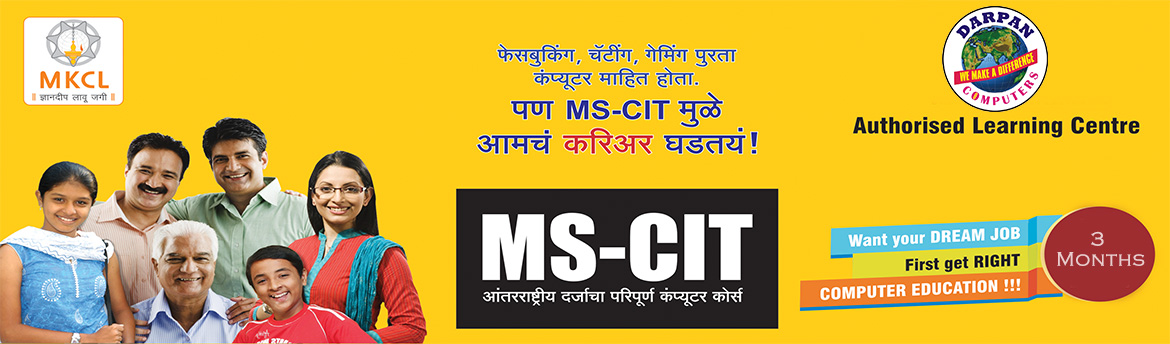 MKCL
ज्ञानदीप लावू जगी
फेसबुकिंग, चॅटींग, गेमिंग पुरता
कंप्यूटर माहित होता.
पण MS-CIT मुळे
आमचं करिअर घडतयं!
MS-CIT
आंतरराष्ट्रीय दर्जाचा परिपूर्ण कंप्यूटर कोर्स
DARPAN
WE MAKE A DIFFERENCE
COMPUTERS
Authorised Learning Centre
Want your DREAM JOB
First get RIGHT
COMPUTER EDUCATION !!!
3
MONTHS